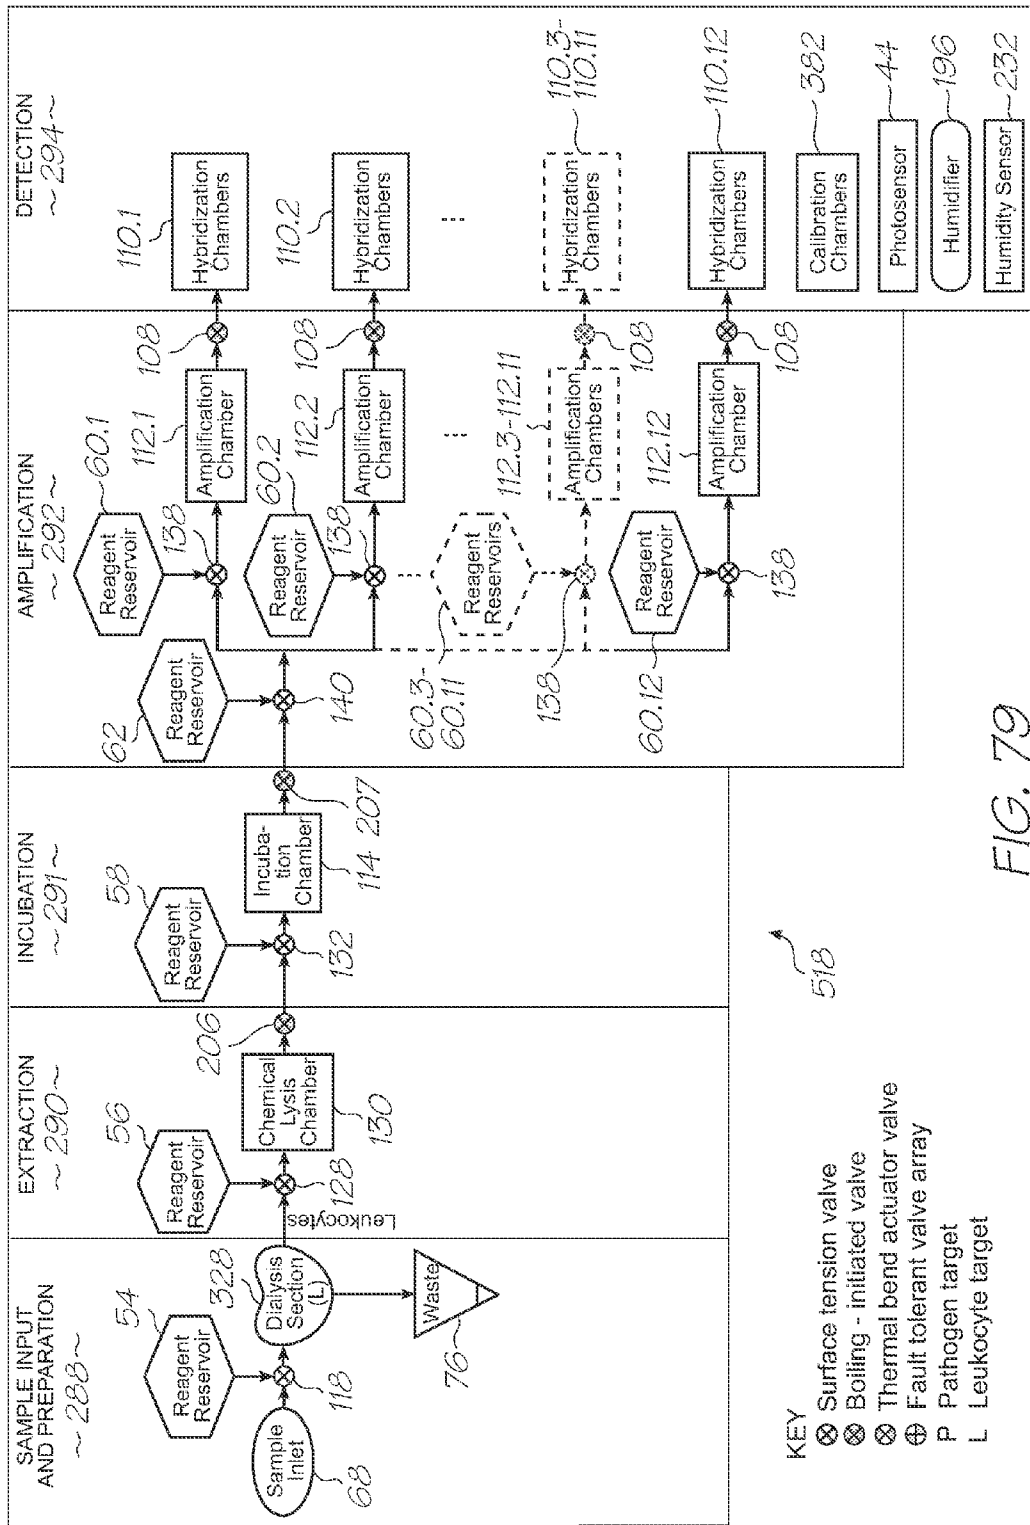 SAMPLE INPUT
AND PREPARATION
~288~
54
Reagent
Reservoir
Sample
Inlet
68
118
328
Dialysis
Section
(L)
Waste
76
EXTRACTION
~290~
56
Reagent
Reservoir
Leukocytes
128
Chemical
Lysis
Chamber
130
206
INCUBATION
~291~
58
Reagent
Reservoir
132
Incuba-
tion
Chamber
114
207
AMPLIFICATION
~292~
62
Reagent
Reservoir
140
60.1
Reagent
Reservoir
138
112.1
Amplification
Chamber
108
60.2
Reagent
Reservoir
138
112.2
Amplification
Chamber
108
60.3-
60.11
Reagent
Reservoirs
138
112.3-112.11
Amplification
Chambers
108
60.12
Reagent
Reservoir
138
112.12
Amplification
Chamber
108
DETECTION
~294~
110.1
Hybridization
Chambers
110.2
Hybridization
Chambers
110.3-
110.11
Hybridization
Chambers
110.12
Hybridization
Chambers
Calibration
Chambers
382
Photosensor
44
Humidifier
196
Humidity Sensor
232
518
KEY
Surface tension valve
Boiling - initiated valve
Thermal bend actuator valve
Fault tolerant valve array
P Pathogen target
L Leukocyte target
FIG. 79